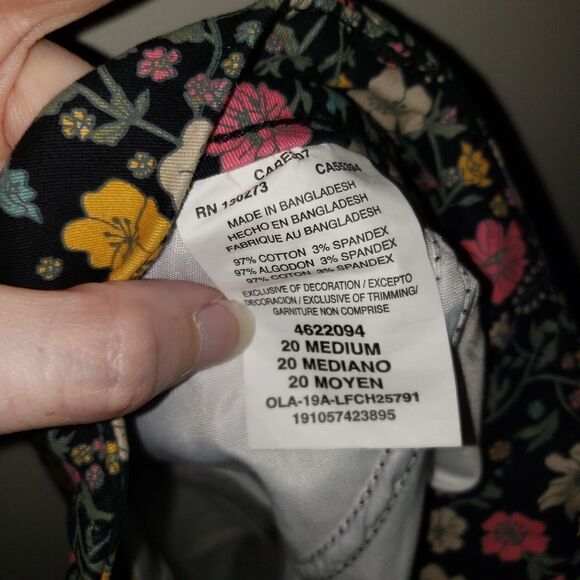 RN 150273
CA55394
MADE IN BANGLADESH
HECHO EN BANGLADESH
FABRIQUE AU BANGLADESH
97% COTTON 3% SPANDEX
97% ALGODON 3% SPANDEX
97% COTON 3% SPANDEX
EXCLUSIVE OF DECORATION / EXCEPTO
DECORACION / EXCLUSIVE OF TRIMMING/
GARNITURE NON COMPRISE
4622094
20 MEDIUM
20 MEDIANO
20 MOYEN
OLA-19A-LFCH25791
191057423895